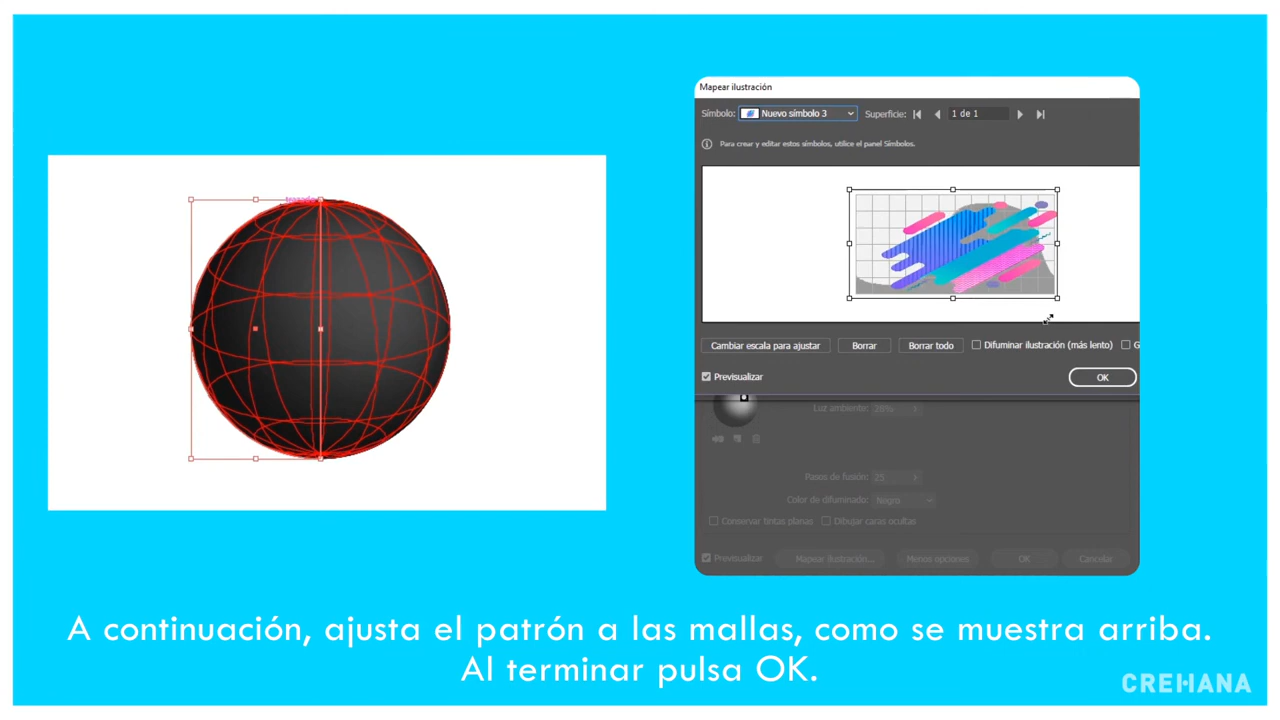 Mapear ilustración
Símbolo: Nuevo símbolo 3 Superficie: 1 de 1
Para crear y editar estos símbolos, utilice el panel Símbolos.
trazado
Cambiar escala para ajustar Borrar Borrar todo Difuminar ilustración (más lento) G
Previsualizar OK
Luz ambiente: 28%
Pasos de fusión: 25
Color de difuminado: Negro
Conservar tintas planas Dibujar caras ocultas
Previsualizar Mapear ilustración... Menos opciones OK Cancelar
A continuación, ajusta el patrón a las mallas, como se muestra arriba.
Al terminar pulsa OK.
CREHANA